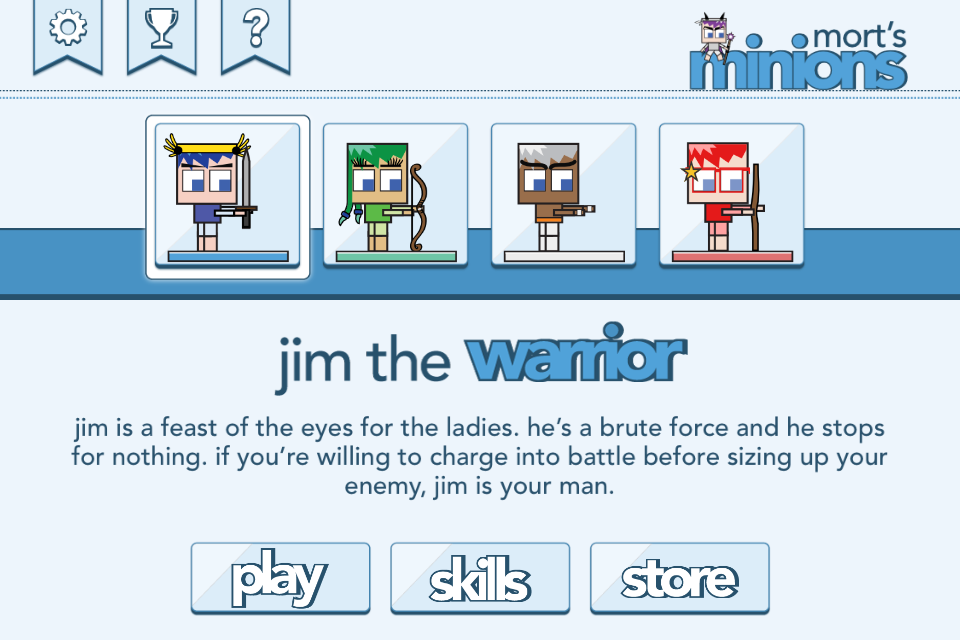 ?
mort's
minions
jim the warrior
jim is a feast of the eyes for the ladies. he's a brute force and he stops
for nothing. if you're willing to charge into battle before sizing up your
enemy, jim is your man.
play skills store